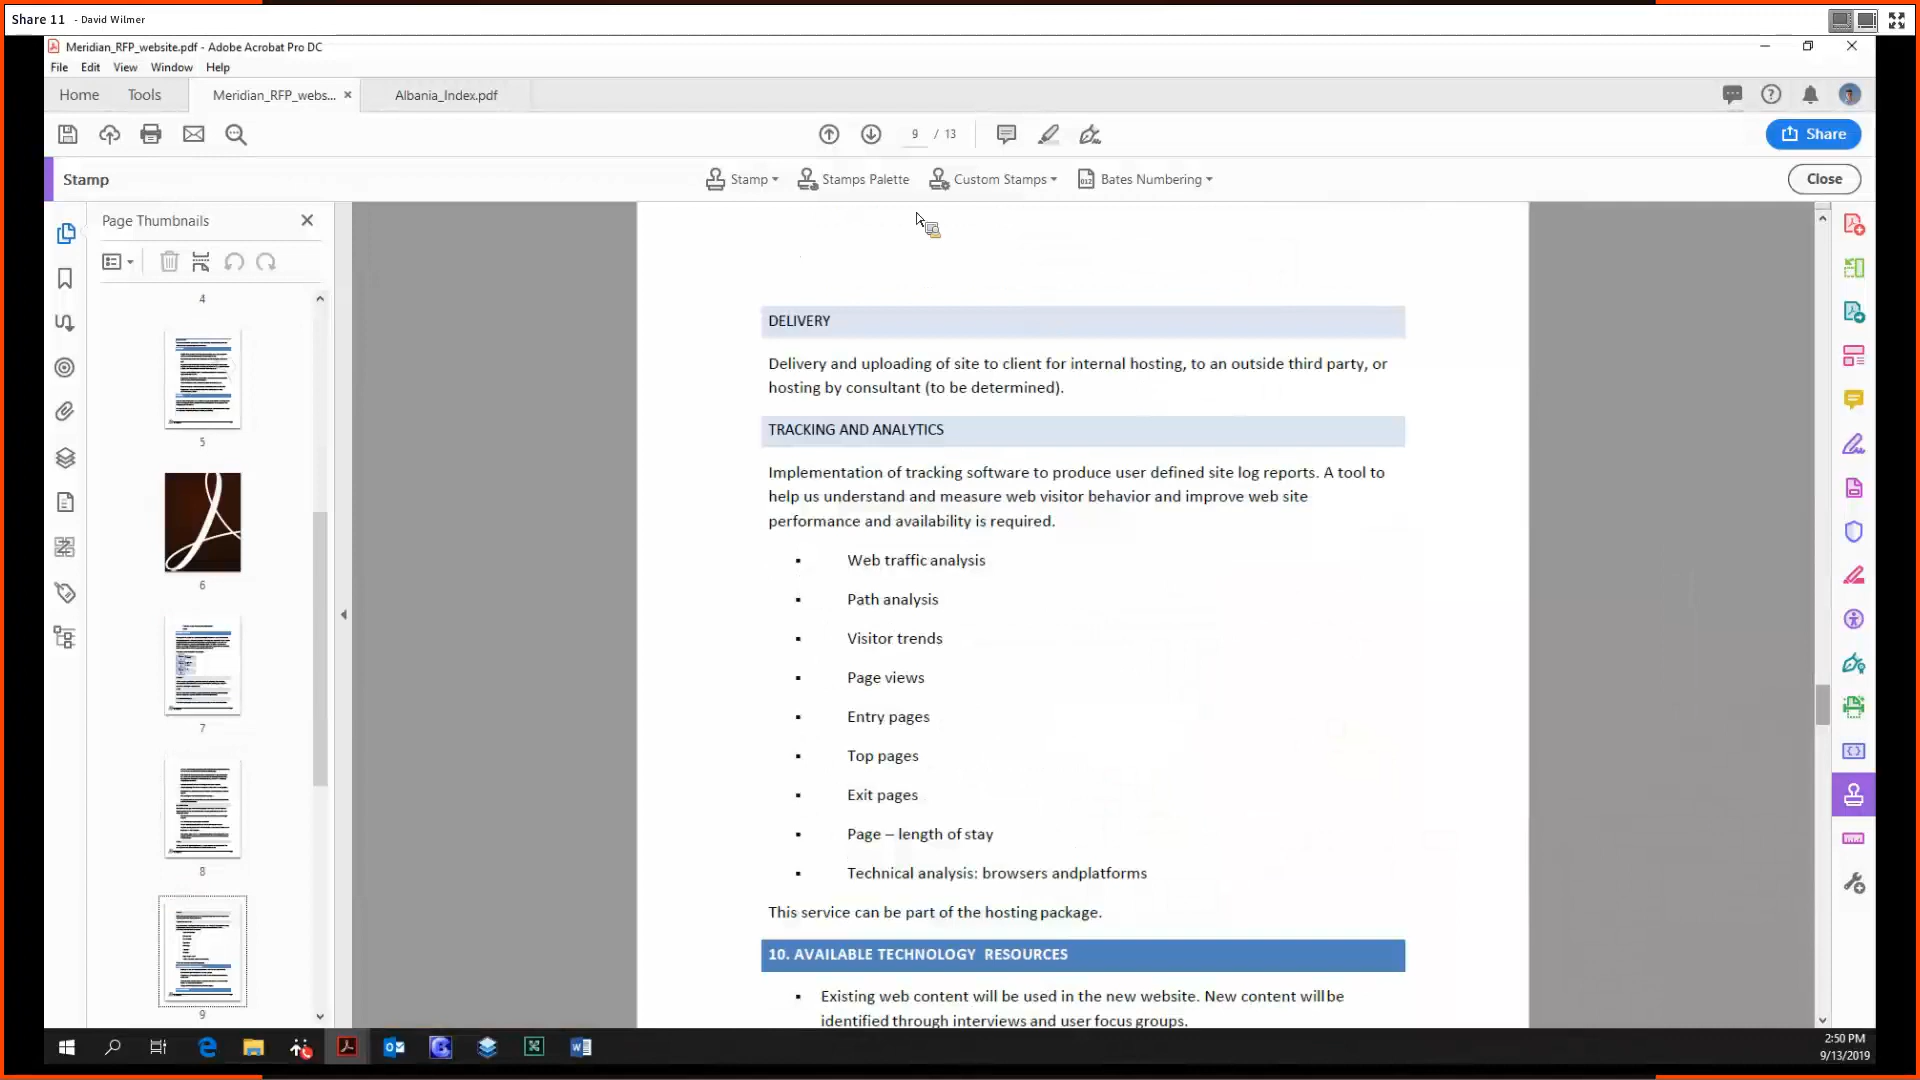 Share 11 - David Wilmer
Meridian_RFP_website.pdf - Adobe Acrobat Pro DC
File Edit View Window Help
Home Tools Meridian_RFP_webs... × Albania_Index.pdf
9 / 13
Share
Stamp
Stamp Stamps Palette Custom Stamps Bates Numbering
Close
Page Thumbnails
4
5
6
7
8
9
DELIVERY
Delivery and uploading of site to client for internal hosting, to an outside third party, or
hosting by consultant (to be determined).
TRACKING AND ANALYTICS
Implementation of tracking software to produce user defined site log reports. A tool to
help us understand and measure web visitor behavior and improve web site
performance and availability is required.
▪ Web traffic analysis
▪ Path analysis
▪ Visitor trends
▪ Page views
▪ Entry pages
▪ Top pages
▪ Exit pages
▪ Page – length of stay
▪ Technical analysis: browsers andplatforms
This service can be part of the hosting package.
10. AVAILABLE TECHNOLOGY RESOURCES
▪ Existing web content will be used in the new website. New content will be
identified through interviews and user focus groups.
2:50 PM
9/13/2019